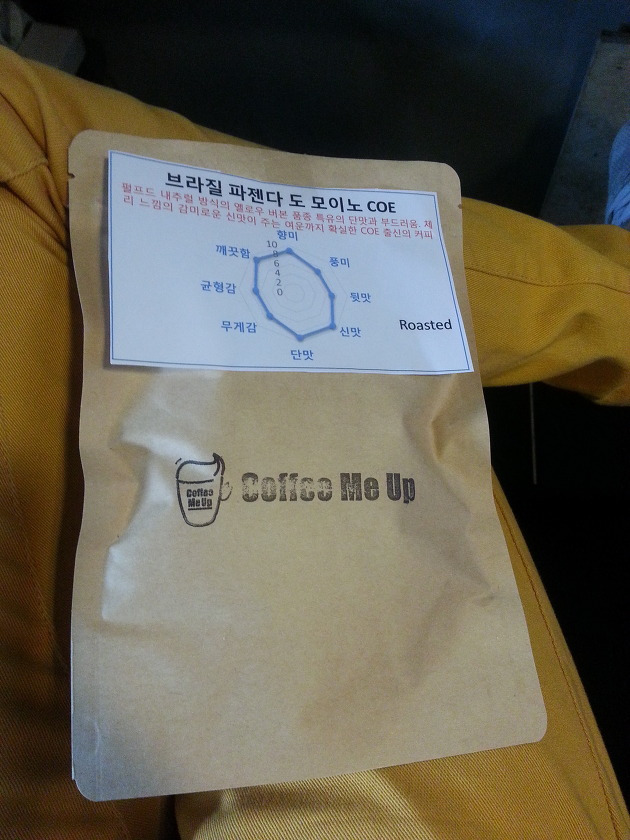 브라질 파젠다 도 모이노 COE
펄프드 내추럴 방식의 옐로우 버본 품종 특유의 단맛과 부드러움. 체
리 느낌의 감미로운 신맛이 주는 여운까지 확실한 COE 출신의 커피
향미
10
8
6
4
2
0
깨끗함
풍미
균형감
뒷맛
무게감
신맛
단맛
Roasted
Coffee
Me Up
Coffee Me Up